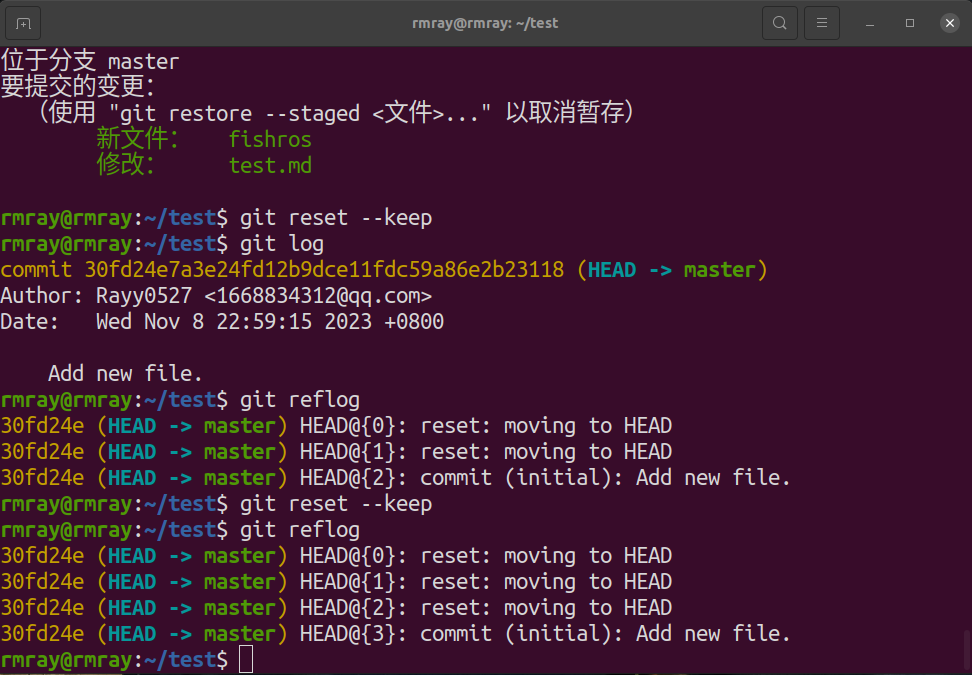 rmray@rmray: ~/test
位于分支 master
要提交的变更：
（使用 "git restore --staged <文件>..." 以取消暂存）
新文件： fishros
修改： test.md
rmray@rmray:~/test$ git reset --keep
rmray@rmray:~/test$ git log
commit 30fd24e7a3e24fd12b9dce11fdc59a86e2b23118 (HEAD -> master)
Author: Rayy0527 <1668834312@qq.com>
Date: Wed Nov 8 22:59:15 2023 +0800
Add new file.
rmray@rmray:~/test$ git reflog
30fd24e (HEAD -> master) HEAD@{0}: reset: moving to HEAD
30fd24e (HEAD -> master) HEAD@{1}: reset: moving to HEAD
30fd24e (HEAD -> master) HEAD@{2}: commit (initial): Add new file.
rmray@rmray:~/test$ git reset --keep
rmray@rmray:~/test$ git reflog
30fd24e (HEAD -> master) HEAD@{0}: reset: moving to HEAD
30fd24e (HEAD -> master) HEAD@{1}: reset: moving to HEAD
30fd24e (HEAD -> master) HEAD@{2}: reset: moving to HEAD
30fd24e (HEAD -> master) HEAD@{3}: commit (initial): Add new file.
rmray@rmray:~/test$